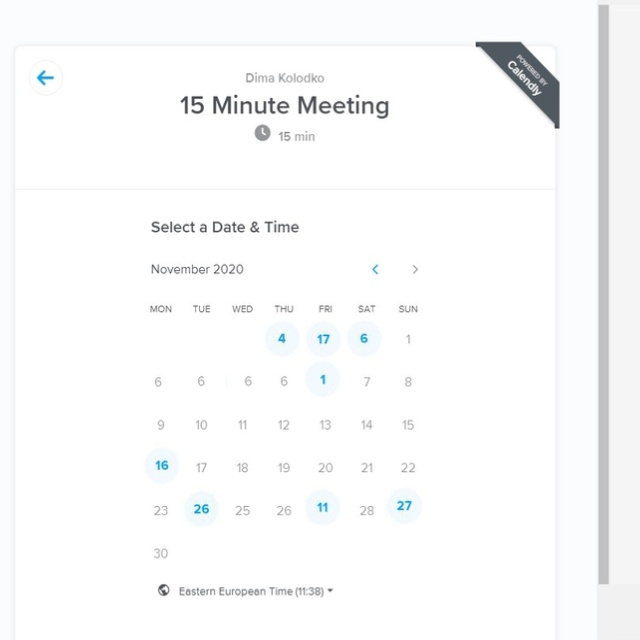 POWERED BY
Calendly
Dima Kolodko
15 Minute Meeting
15 min
Select a Date & Time
November 2020
MON TUE WED THU FRI SAT SUN
4 17 6 1
6 6 6 6 1 7 8
9 10 11 12 13 14 15
16 17 18 19 20 21 22
23 26 25 26 11 28 27
30
Eastern European Time (11:38)